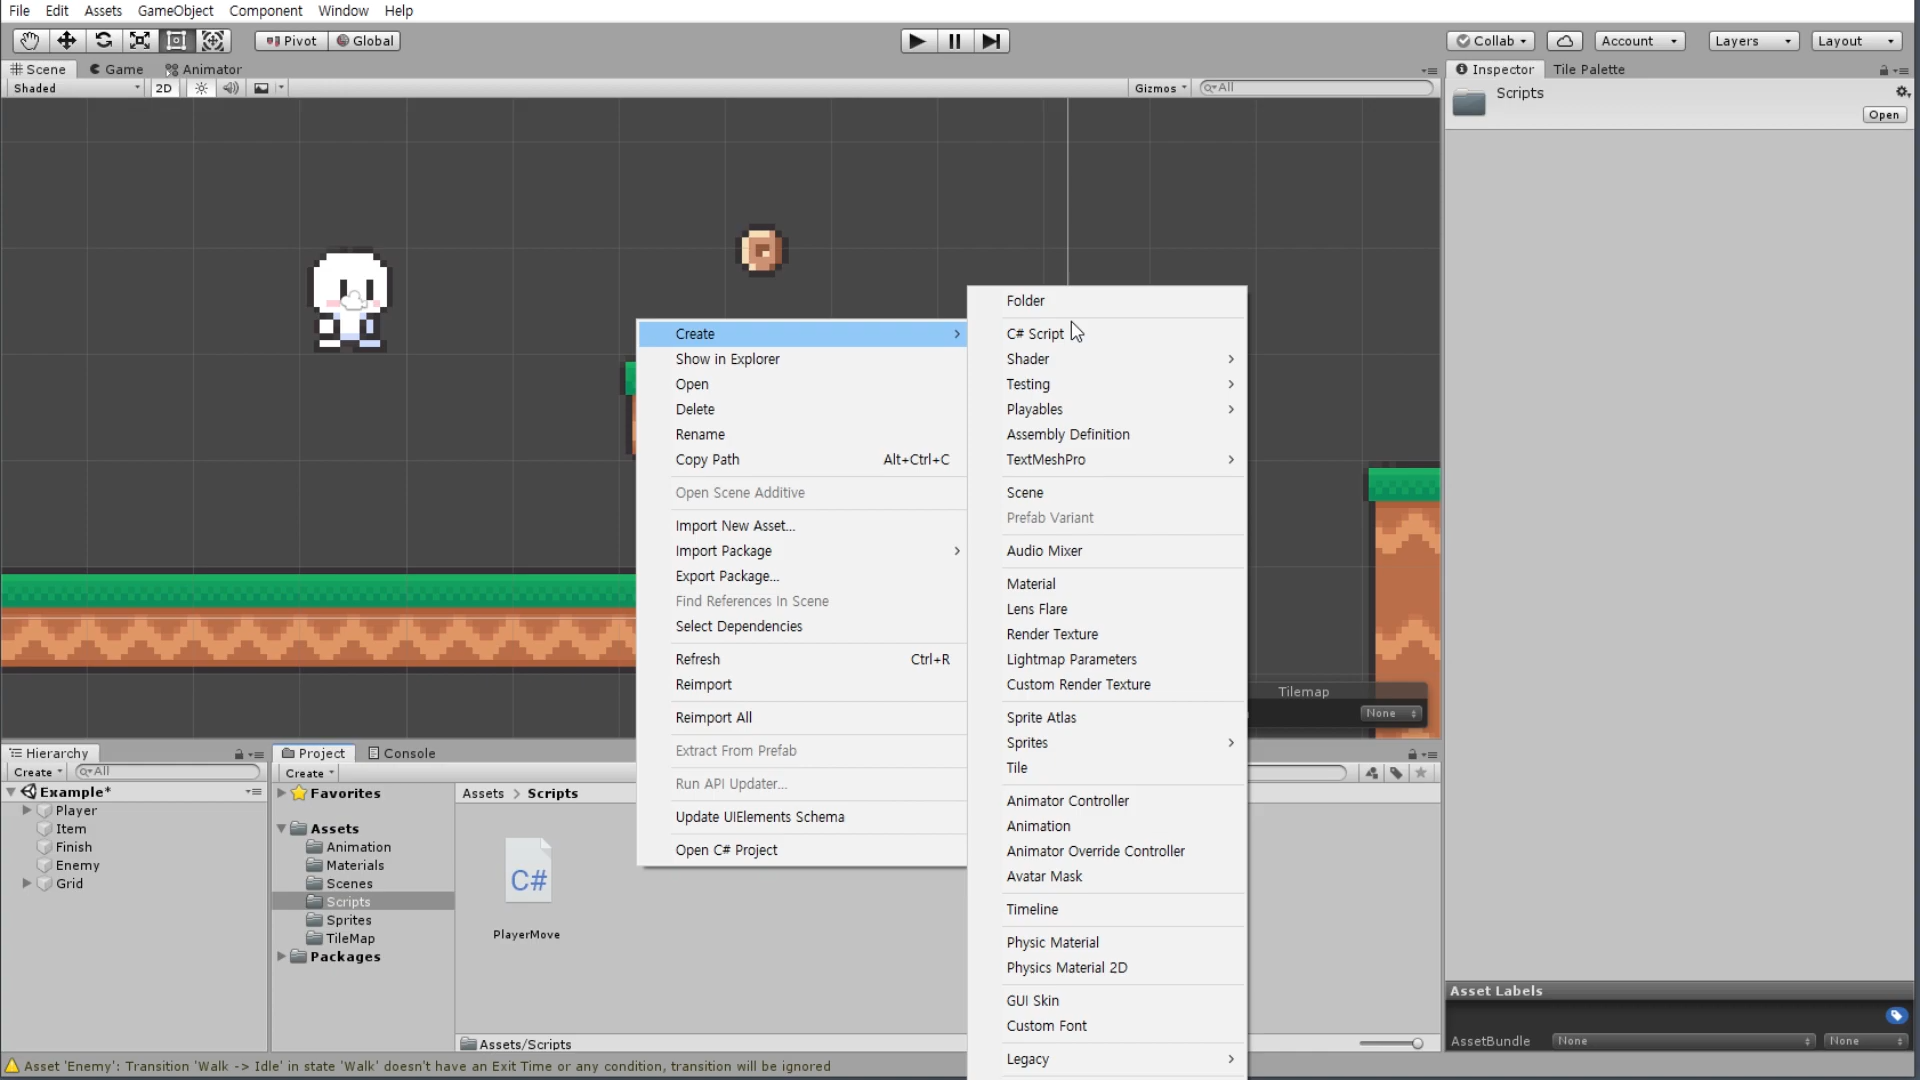 File Edit Assets GameObject Component Window Help
Pivot Global Collab Account Layers Layout
Scene Game Animator
Shaded 2D Gizmos All
Inspector Tile Palette
Scripts
Open
Create
Show in Explorer
Open
Delete
Rename
Copy Path Alt+Ctrl+C
Open Scene Additive
Import New Asset...
Import Package
Export Package...
Find References In Scene
Select Dependencies
Refresh Ctrl+R
Reimport
Reimport All
Extract From Prefab
Run API Updater...
Update UIElements Schema
Open C# Project
Folder
C# Script
Shader
Testing
Playables
Assembly Definition
TextMeshPro
Scene
Prefab Variant
Audio Mixer
Material
Lens Flare
Render Texture
Lightmap Parameters
Custom Render Texture
Sprite Atlas
Sprites
Tile
Animator Controller
Animation
Animator Override Controller
Avatar Mask
Timeline
Physic Material
Physics Material 2D
GUI Skin
Custom Font
Legacy
Tilemap
None
Hierarchy
Create All
Example*
Player
Item
Finish
Enemy
Grid
Project Console
Create
Favorites
Assets
Animation
Materials
Scenes
Scripts
Sprites
TileMap
Packages
Assets > Scripts
C#
PlayerMove
Assets/Scripts
Asset Labels
AssetBundle None None
Asset 'Enemy': Transition 'Walk -> Idle' in state 'Walk' doesn't have an Exit Time or any condition, transition will be ignored